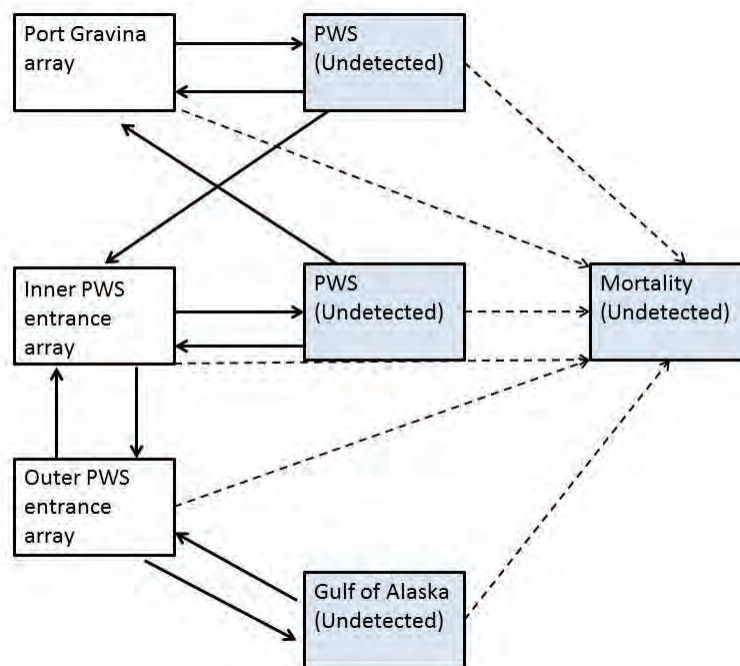 Port Gravina
array
PWS
(Undetected)
Inner PWS
entrance
array
PWS
(Undetected)
Mortality
(Undetected)
Outer PWS
entrance
array
Gulf of Alaska
(Undetected)